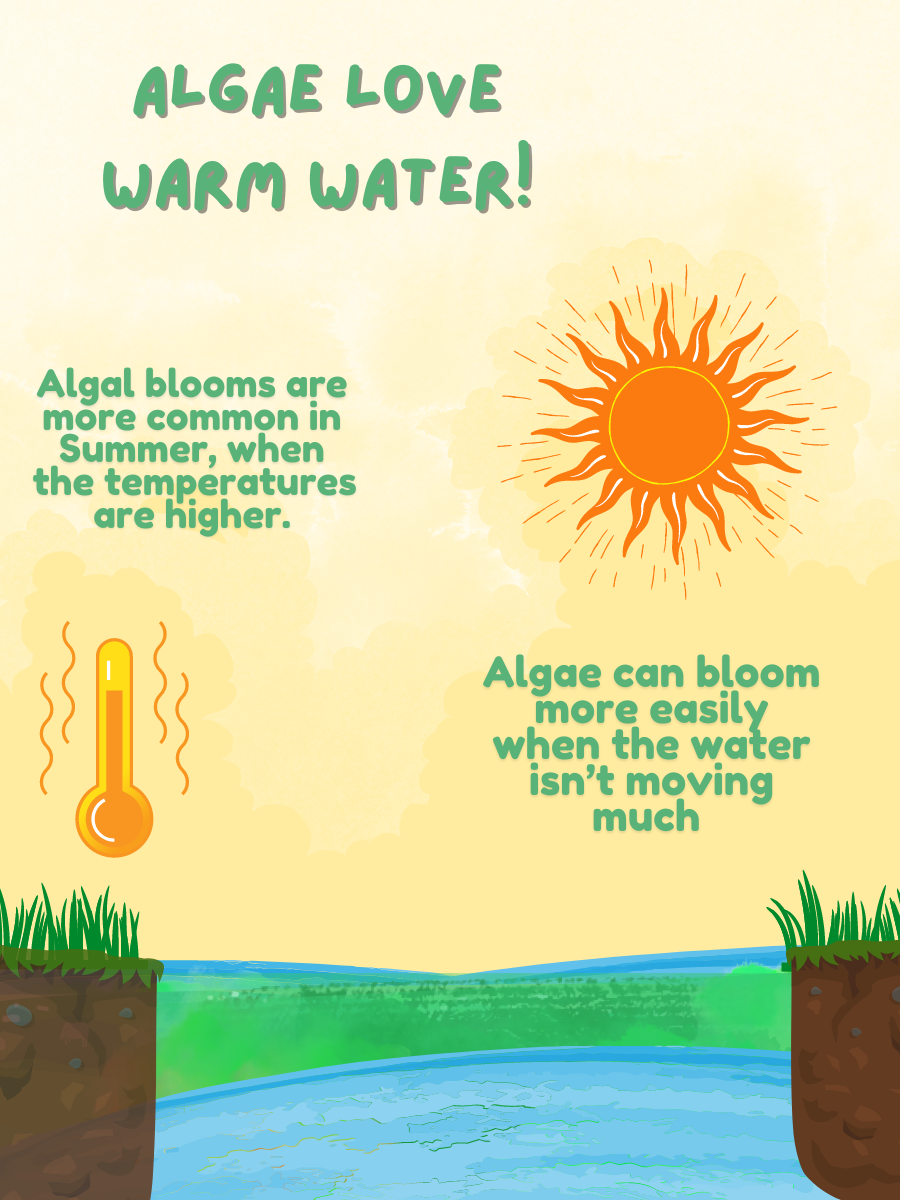 ALGAE LOVE
WARM WATER!
Algal blooms are
more common in
Summer, when
the temperatures
are higher.
Algae can bloom
more easily
when the water
isn't moving
much